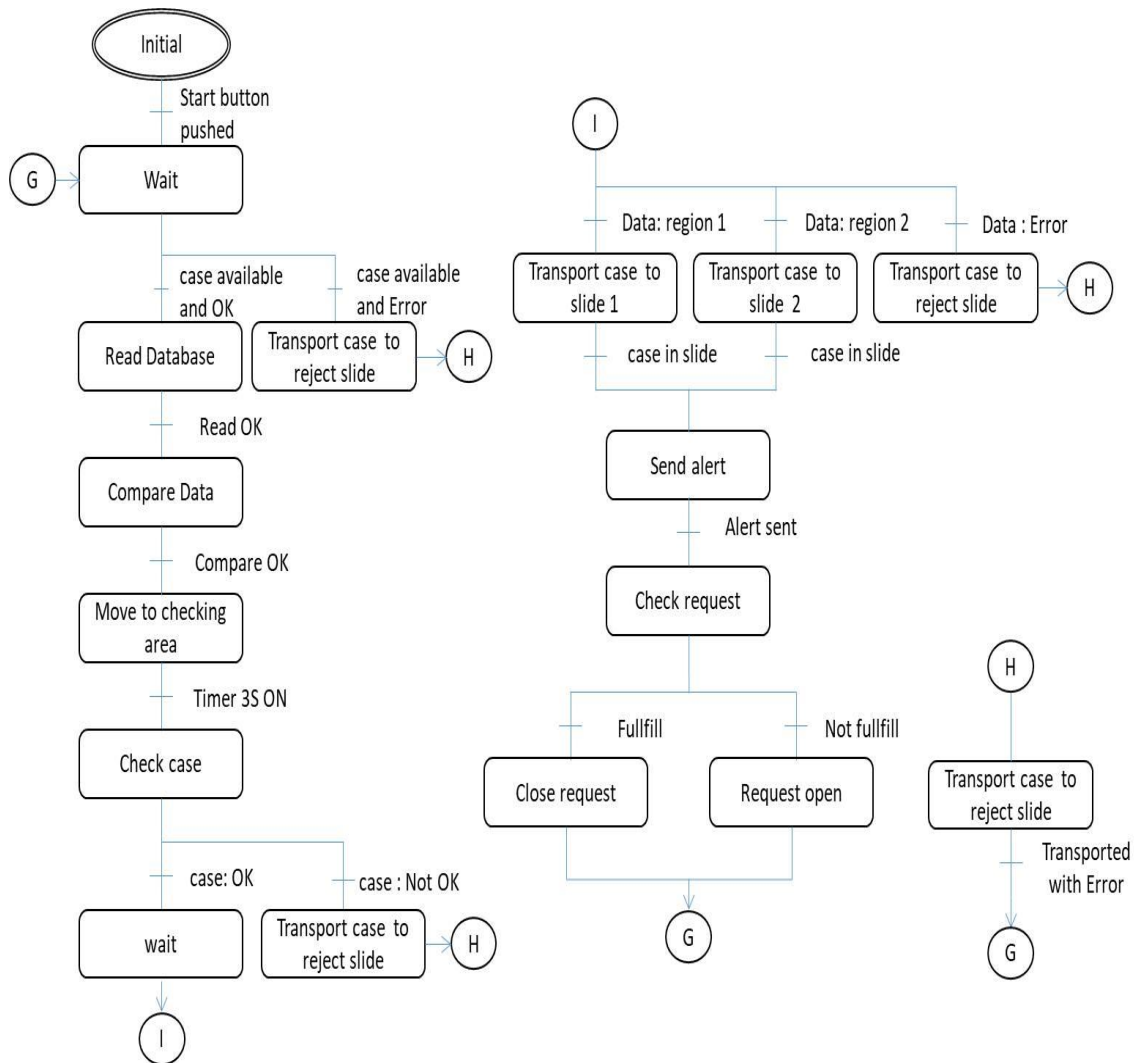 Initial
Start button
pushed
G
Wait
case available
and OK
case available
and Error
Read Database
Transport case to
reject slide
H
Read OK
Compare Data
Compare OK
Move to checking
area
Timer 3S ON
Check case
case: OK
case : Not OK
wait
Transport case to
reject slide
H
I
I
Data: region 1
Data: region 2
Data : Error
Transport case to
slide 1
Transport case to
slide 2
Transport case to
reject slide
H
case in slide
case in slide
Send alert
Alert sent
Check request
Fullfill
Not fullfill
Close request
Request open
G
H
Transport case to
reject slide
Transported
with Error
G